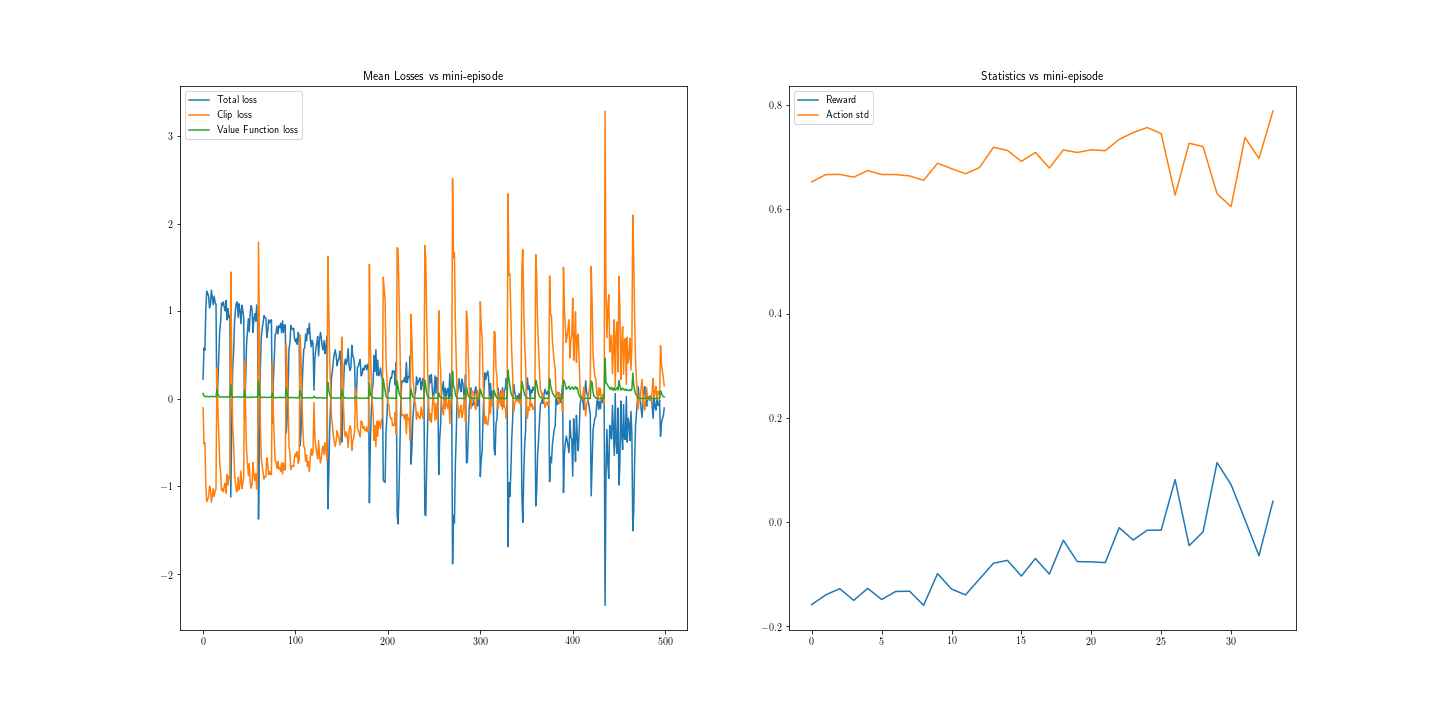 Mean Losses vs mini-episode
Total loss
Clip loss
Value Function loss
3
2
1
0
−1
−2
0 100 200 300 400 500
Statistics vs mini-episode
Reward
Action std
0.8
0.6
0.4
0.2
0.0
−0.2
0 5 10 15 20 25 30